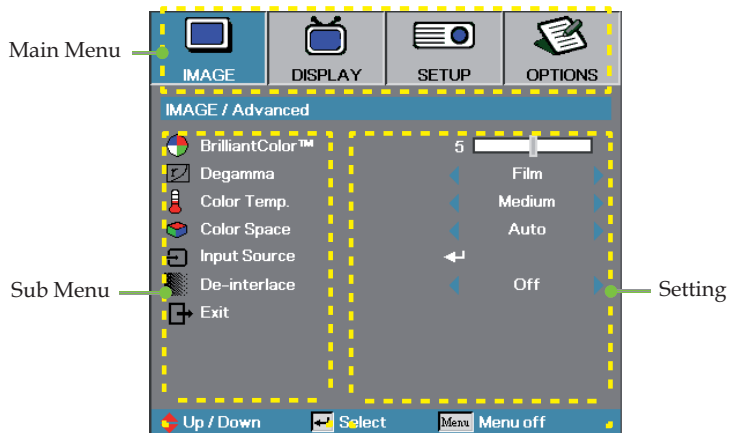 Main Menu
IMAGE DISPLAY SETUP OPTIONS
IMAGE / Advanced
BrilliantColor™ 5
Degamma Film
Color Temp. Medium
Color Space Auto
Input Source
De-interlace Off
Exit
Sub Menu
Setting
Up / Down Select Menu Menu off